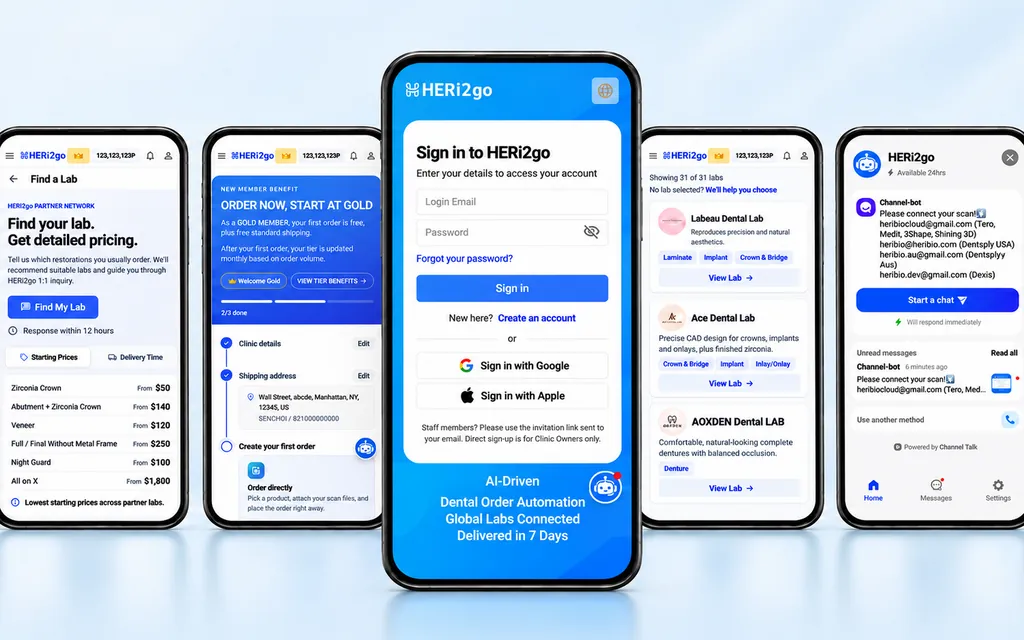 HERi2go
123,123,123P
Find a Lab
HERI2go PARTNER NETWORK
Find your lab.
Get detailed pricing.
Tell us which restorations you usually order. We'll
recommend suitable labs and guide you through
HERi2go 1:1 inquiry.
Find My Lab
Response within 12 hours
Starting Prices
Delivery Time
Zirconia Crown From $50
Abutment + Zirconia Crown From $140
Veneer From $120
Full / Final Without Metal Frame From $250
Night Guard From $100
All on X From $1,800
Lowest starting prices across partner labs.
HERi2go
123,123,123P
NEW MEMBER BENEFIT
ORDER NOW, START AT GOLD
As a GOLD MEMBER, your first order is free,
plus free standard shipping.
After your first order, your tier is updated
monthly based on order volume.
Welcome Gold
VIEW TIER BENEFITS →
2/3 done
Clinic details Edit
Shipping address Edit
Wall Street, abcde, Manhattan, NY,
12345, US
SENCHOI / 821000000000
Create your first order
Order directly
Pick a product, attach your scan files, and
place the order right away.
HERi2go
Sign in to HERi2go
Enter your details to access your account
Login Email
Password
Forgot your password?
Sign in
New here? Create an account
or
Sign in with Google
Sign in with Apple
Staff members? Please use the invitation link sent to
your email. Direct sign-up is for Clinic Owners only.
AI-Driven
Dental Order Automation
Global Labs Connected
Delivered in 7 Days
HERi2go
123,123,123P
Showing 31 of 31 labs
No lab selected? We'll help you choose
Labeau Dental Lab
Reproduces precision and natural
aesthetics.
Laminate Implant Crown & Bridge
View Lab →
Ace Dental Lab
Precise CAD design for crowns, implants
and onlays, plus finished zirconia.
Crown & Bridge Implant Inlay/Onlay
View Lab →
AOXDEN Dental LAB
Comfortable, natural-looking complete
dentures with balanced occlusion.
Denture
View Lab →
HERi2go
Available 24hrs
Channel-bot
Please connect your scan!
heribiocloud@gmail.com (Tero,
Medit, 3Shape, Shining 3D)
heribio@heribio.com (Dentsply USA)
heribio.au@gmail.com (Dentsplyy
Aus)
heribio.dev@gmail.com (Dexis)
Start a chat
Will respond immediately
Unread messages Read all
Channel-bot 6 minutes ago
Please connect your scan!
heribiocloud@gmail.com (Tero, Med...
Use another method
Powered by Channel Talk
Home Messages Settings